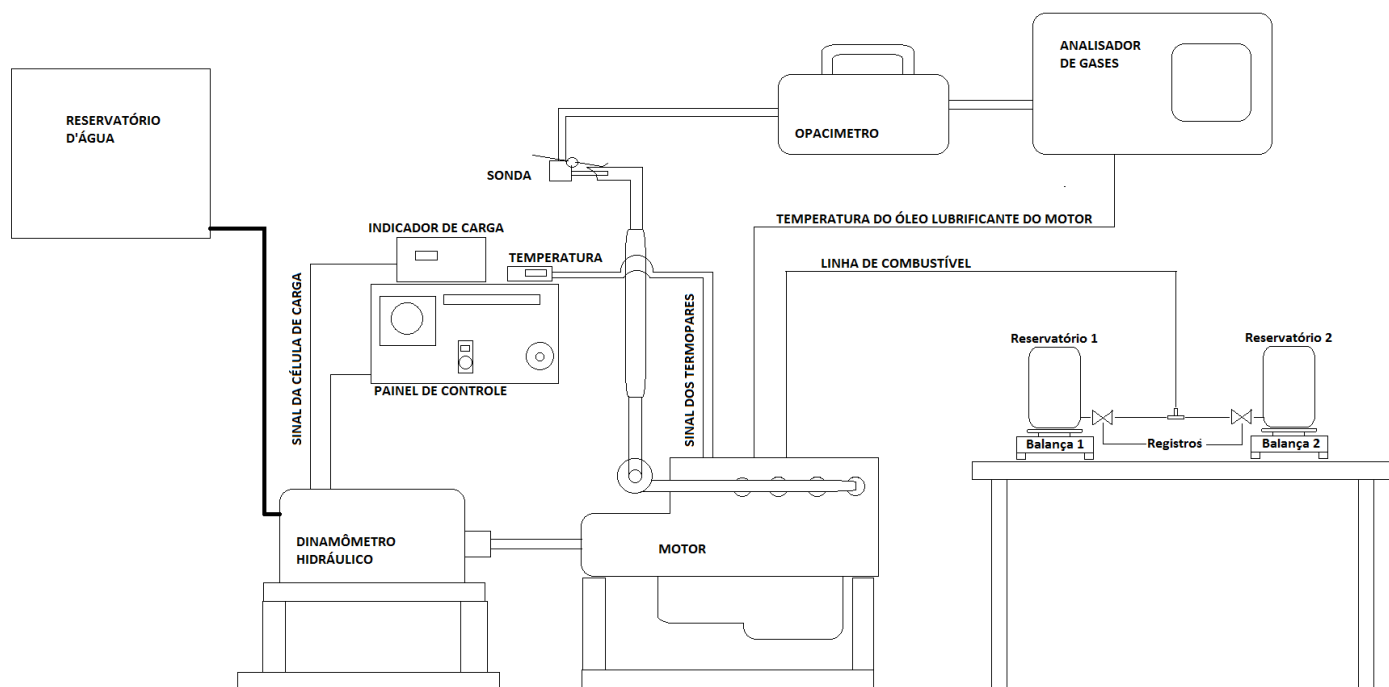 ANALISADOR
DE GASES
RESERVATÓRIO
D'ÁGUA
OPACIMETRO
SONDA
TEMPERATURA DO ÓLEO LUBRIFICANTE DO MOTOR
INDICADOR DE CARGA
TEMPERATURA
LINHA DE COMBUSTÍVEL
SINAL DA CÉLULA DE CARGA
Reservatório 1
Reservatório 2
PAINEL DE CONTROLE
SINAL DOS TERMOPARES
Balança 1
Registros
Balança 2
DINAMÔMETRO
HIDRÁULICO
MOTOR